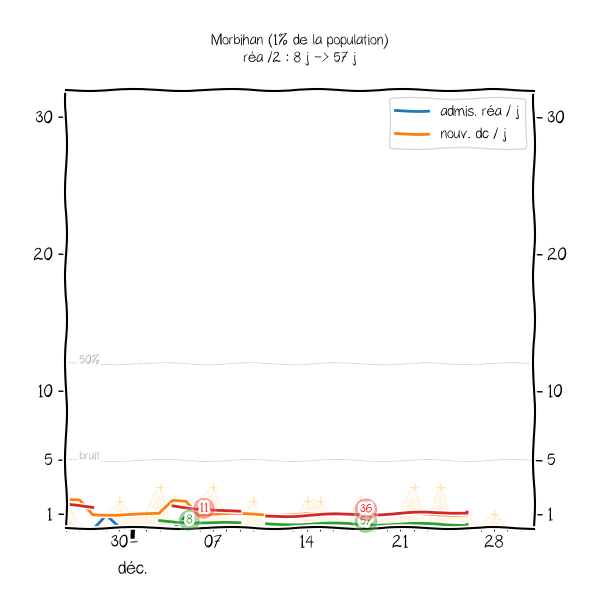 Morbihan (1% de la population)
réa /2 : 8 j -> 57 j
admis. réa / j
nouv. dc / j
30 30
20 20
50%
10 10
bruit
5 5
1 1
11 36
8 57
30 07 14 21 28
déc.